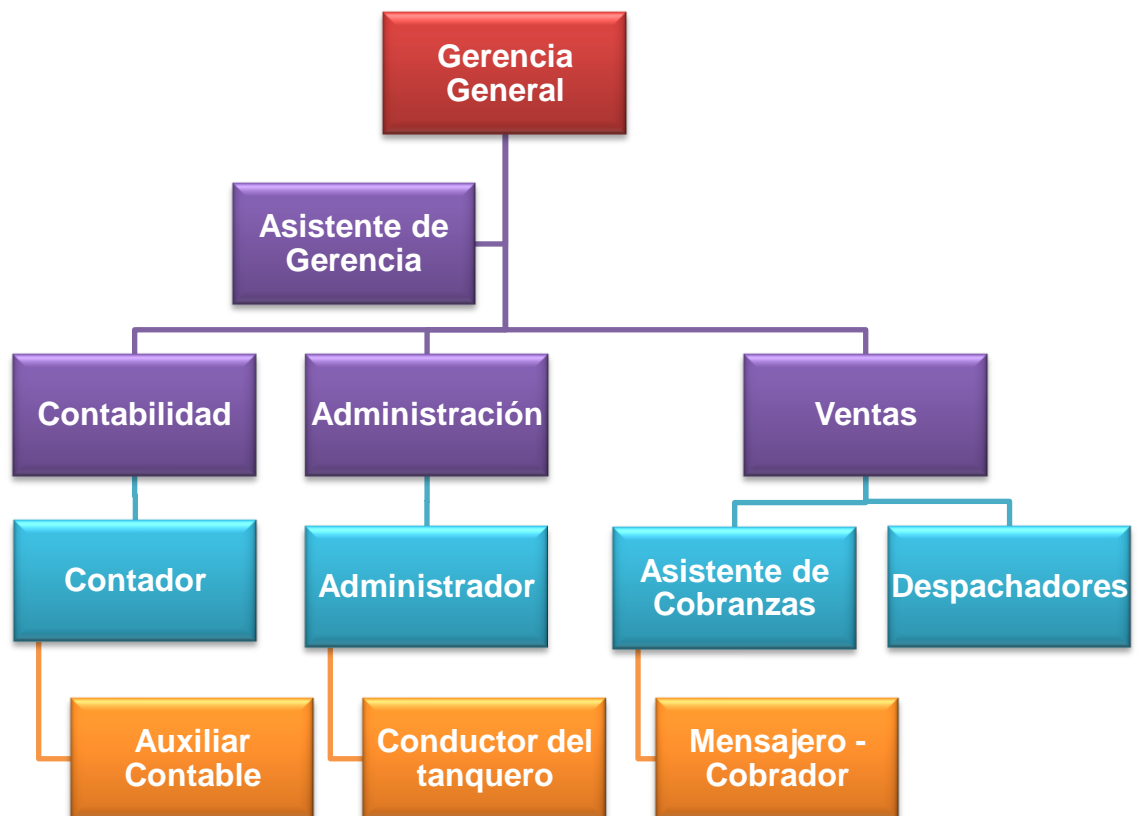 Gerencia
General
Asistente de
Gerencia
Contabilidad
Administración
Ventas
Contador
Administrador
Asistente de
Cobranzas
Despachadores
Auxiliar
Contable
Conductor del
tanquero
Mensajero -
Cobrador